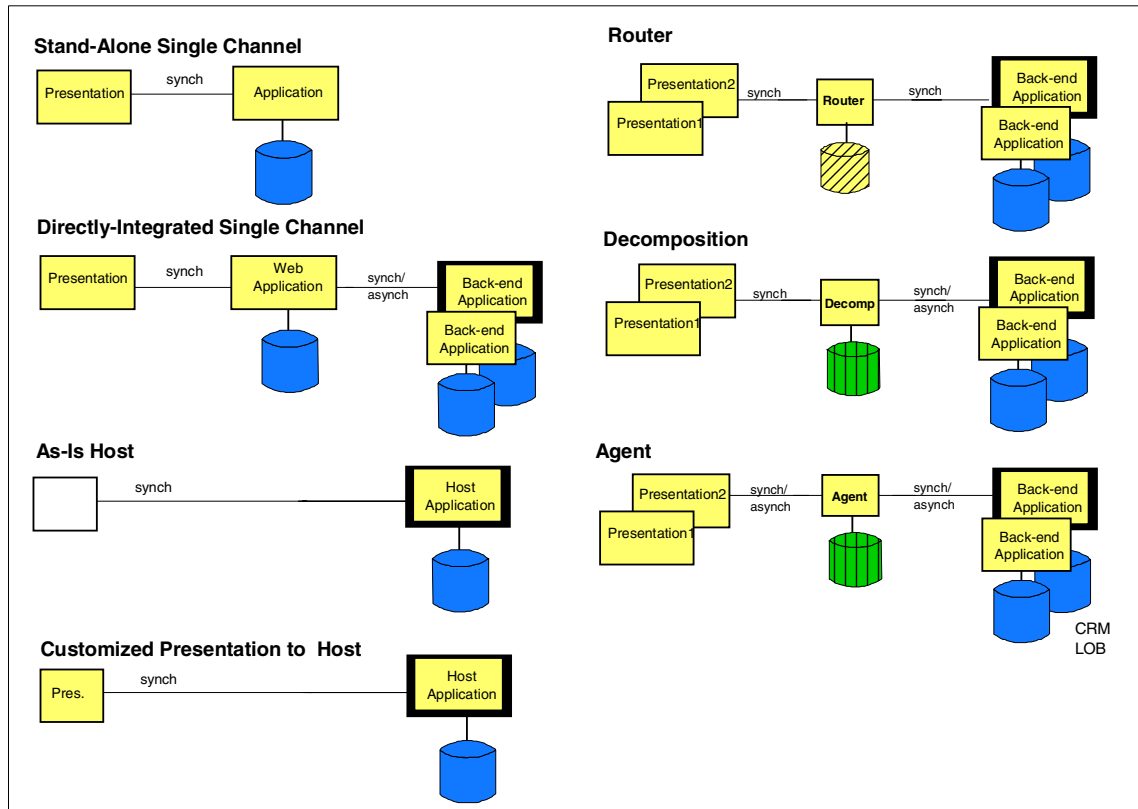 Stand-Alone Single Channel
Presentation
synch
Application
Directly-Integrated Single Channel
Presentation
synch
Web
Application
synch/
asynch
Back-end
Application
Back-end
Application
As-Is Host
synch
Host
Application
Customized Presentation to Host
Pres.
synch
Host
Application
Router
Presentation2
Presentation1
synch
Router
synch
Back-end
Application
Back-end
Application
Decomposition
Presentation2
Presentation1
synch
Decomp
synch/
asynch
Back-end
Application
Back-end
Application
Agent
Presentation2
Presentation1
synch/
asynch
Agent
synch/
asynch
Back-end
Application
Back-end
Application
CRM
LOB